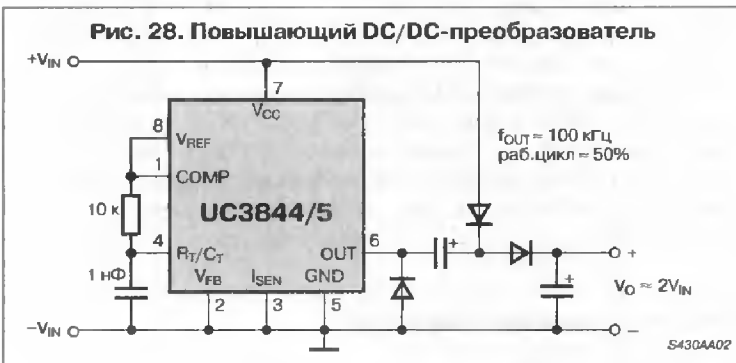 Рис. 28. Повышающий DC/DC-преобразователь
+VIN
7
VCC
8
VREF
fOUT = 100 кГц
раб.цикл = 50%
1
COMP
10 к
UC3844/5
4
RT/CT
OUT
6
+
+
1 нФ
VFB
ISEN
GND
+
VO ≈ 2VIN
2
3
5
−VIN
−
S430AA02